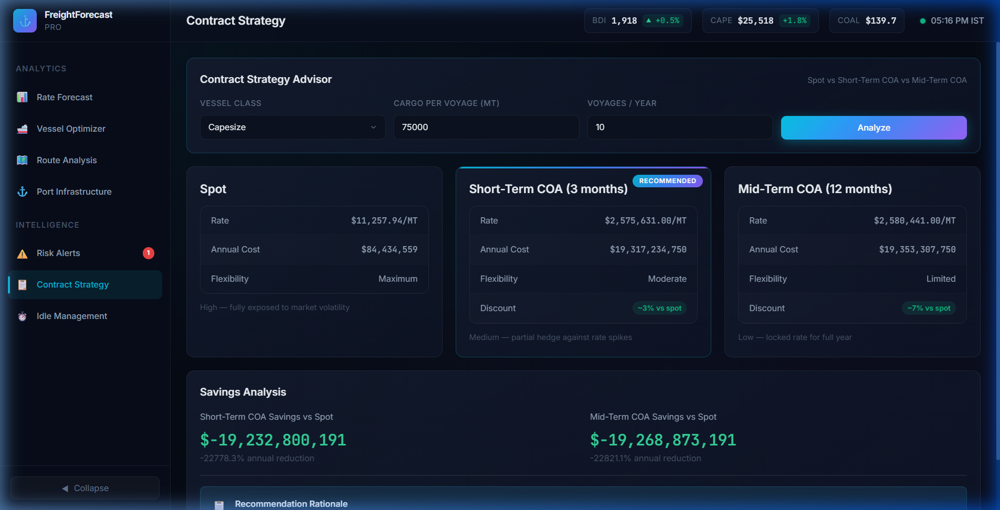 FreightForecast
PRO
Contract Strategy
BDI 1,918 ▲ +0.5%
CAPE $25,518 +1.8%
COAL $139.7
05:16 PM IST
ANALYTICS
Rate Forecast
Vessel Optimizer
Route Analysis
Port Infrastructure
INTELLIGENCE
Risk Alerts 1
Contract Strategy
Idle Management
◀ Collapse
Contract Strategy Advisor
Spot vs Short-Term COA vs Mid-Term COA
VESSEL CLASS
Capesize
CARGO PER VOYAGE (MT)
75000
VOYAGES / YEAR
10
Analyze
Spot
Rate $11,257.94/MT
Annual Cost $84,434,559
Flexibility Maximum
High — fully exposed to market volatility
RECOMMENDED
Short-Term COA (3 months)
Rate $2,575,631.00/MT
Annual Cost $19,317,234,750
Flexibility Moderate
Discount ~3% vs spot
Medium — partial hedge against rate spikes
Mid-Term COA (12 months)
Rate $2,580,441.00/MT
Annual Cost $19,353,307,750
Flexibility Limited
Discount ~7% vs spot
Low — locked rate for full year
Savings Analysis
Short-Term COA Savings vs Spot
$-19,232,800,191
-22778.3% annual reduction
Mid-Term COA Savings vs Spot
$-19,268,873,191
-22821.1% annual reduction
Recommendation Rationale